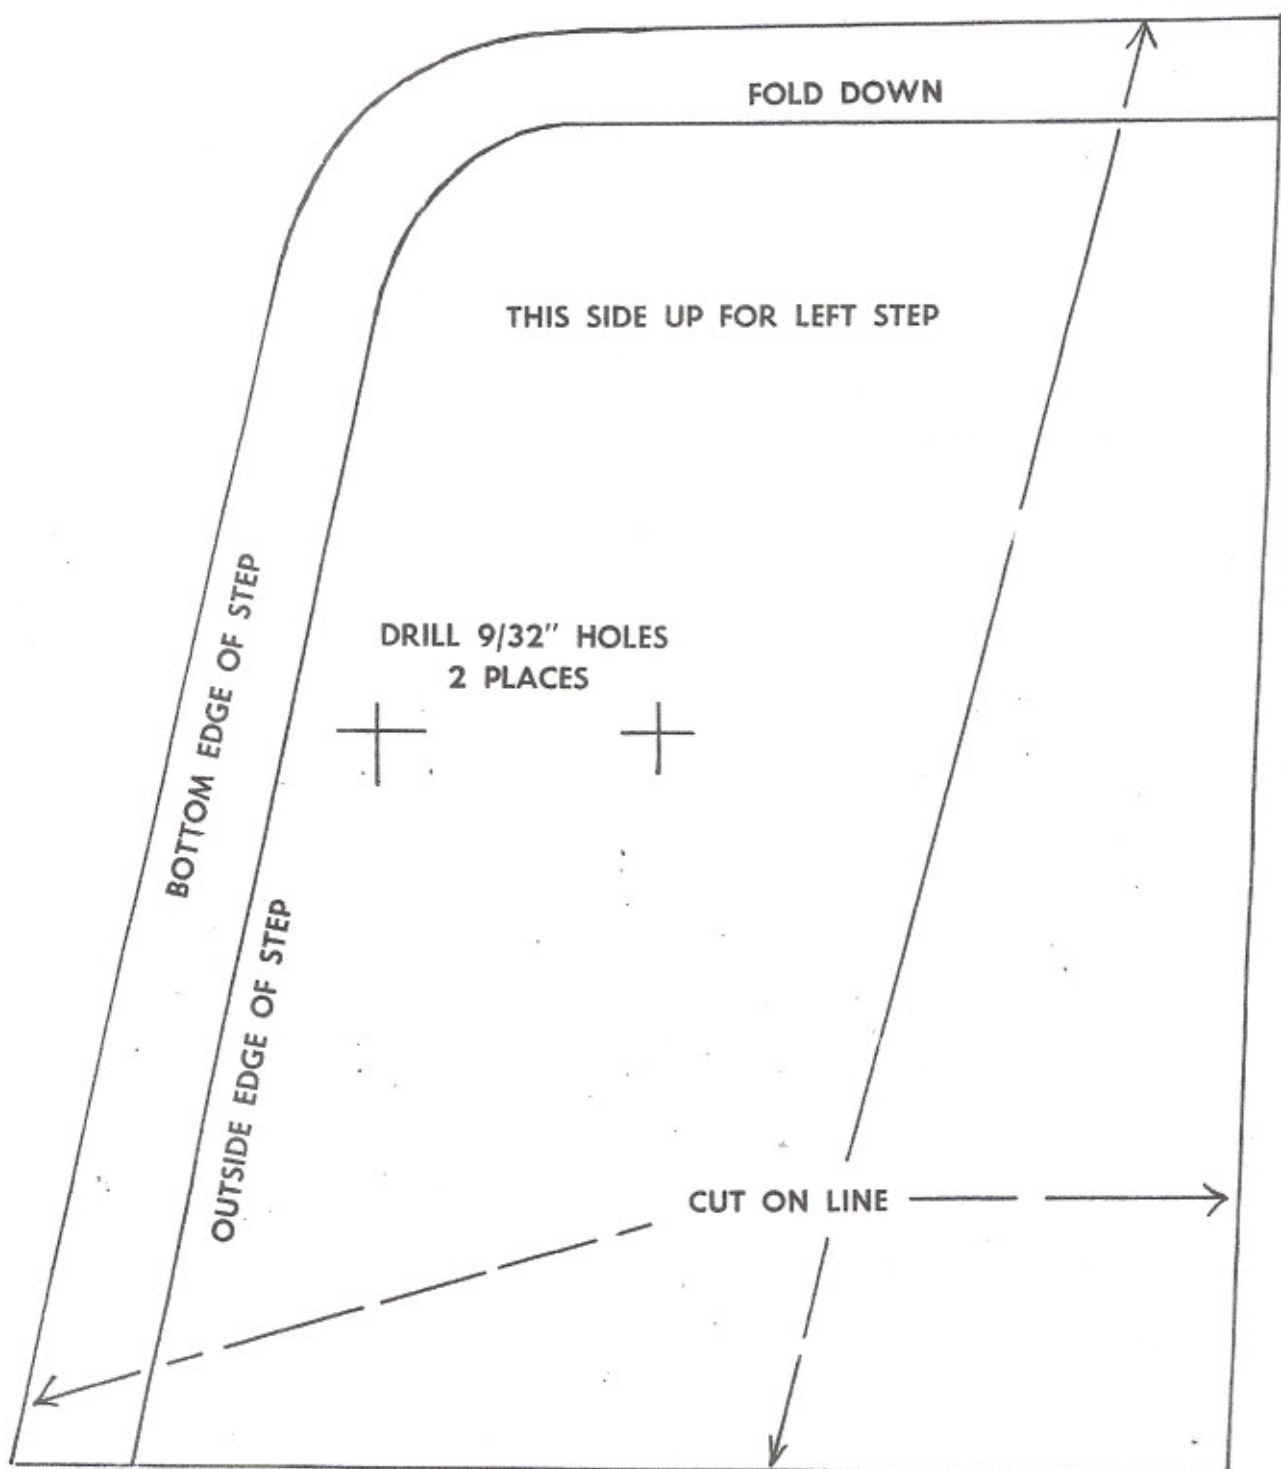 FOLD DOWN
THIS SIDE UP FOR LEFT STEP
DRILL 9/32" HOLES
2 PLACES
BOTTOM EDGE OF STEP
OUTSIDE EDGE OF STEP
CUT ON LINE